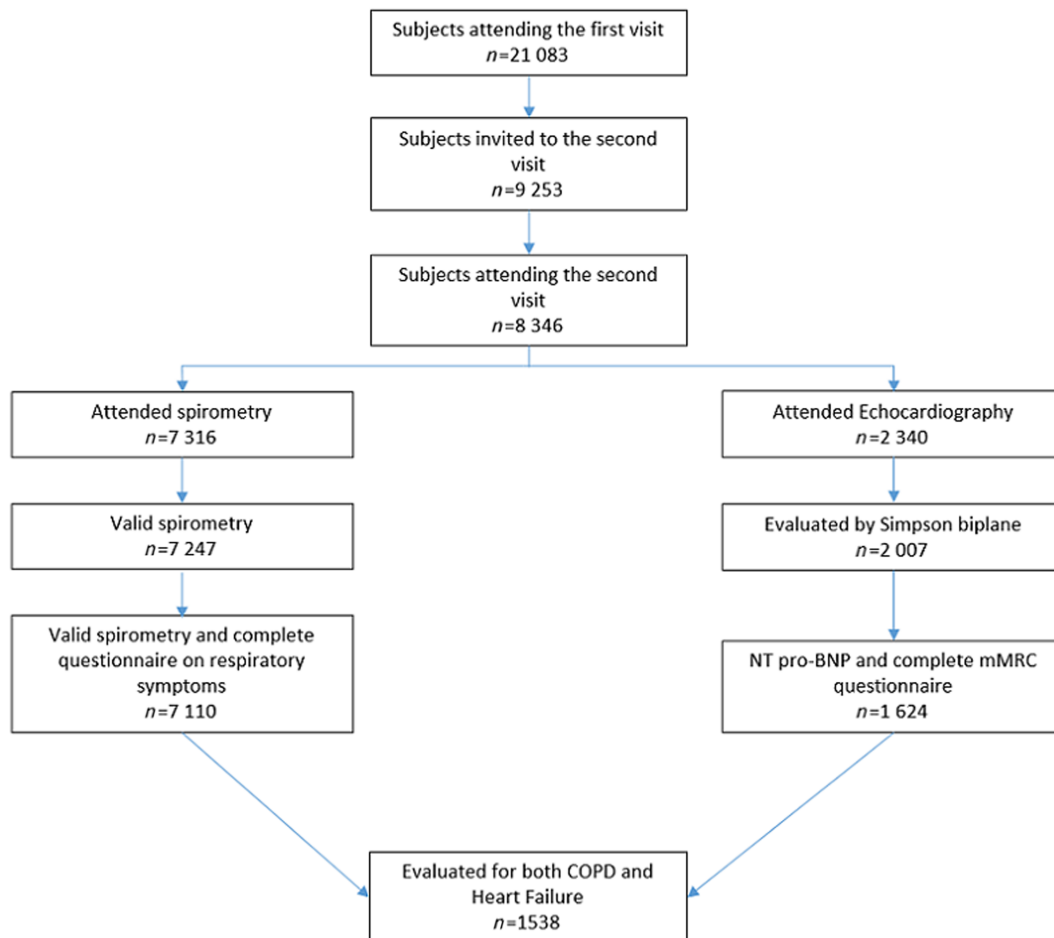 Subjects attending the first visit
n=21 083
Subjects invited to the second
visit
n=9 253
Subjects attending the second
visit
n=8 346
Attended spirometry
n=7 316
Attended Echocardiography
n=2 340
Valid spirometry
n=7 247
Evaluated by Simpson biplane
n=2 007
Valid spirometry and complete
questionnaire on respiratory
symptoms
n=7 110
NT pro-BNP and complete mMRC
questionnaire
n=1 624
Evaluated for both COPD and
Heart Failure
n=1538